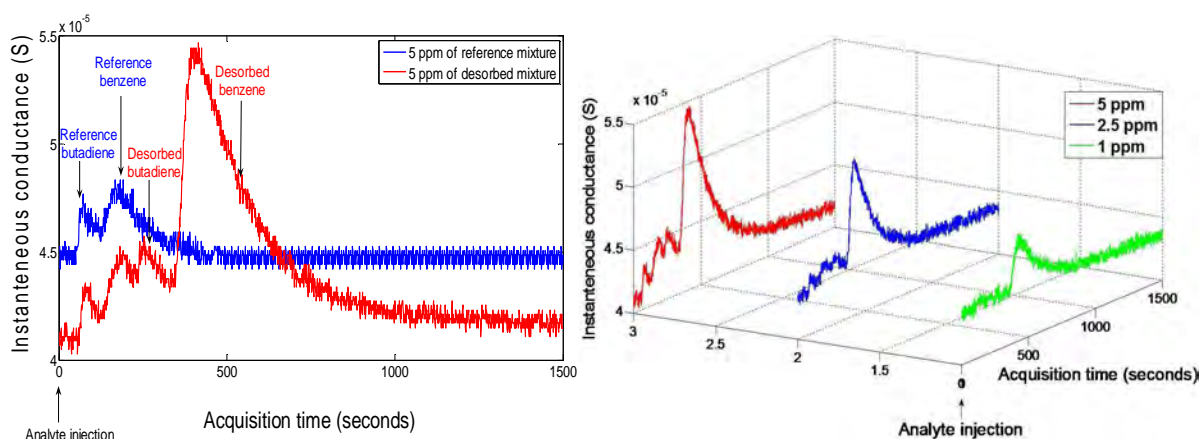 x 10-5
5.5
5
4.5
4
Instanteneous conductance (S)
5 ppm of reference mixture
5 ppm of desorbed mixture
Reference
benzene
Reference
butadiene
Desorbed
butadiene
Desorbed
benzene
0
500
1000
1500
Acquisition time (seconds)
Analyte injection
x 10-5
5.5
5
4.5
4
Instanteneous conductance (S)
5 ppm
2.5 ppm
1 ppm
3
2.5
2
1.5
500
1000
1500
Acquisition time (seconds)
Analyte injection